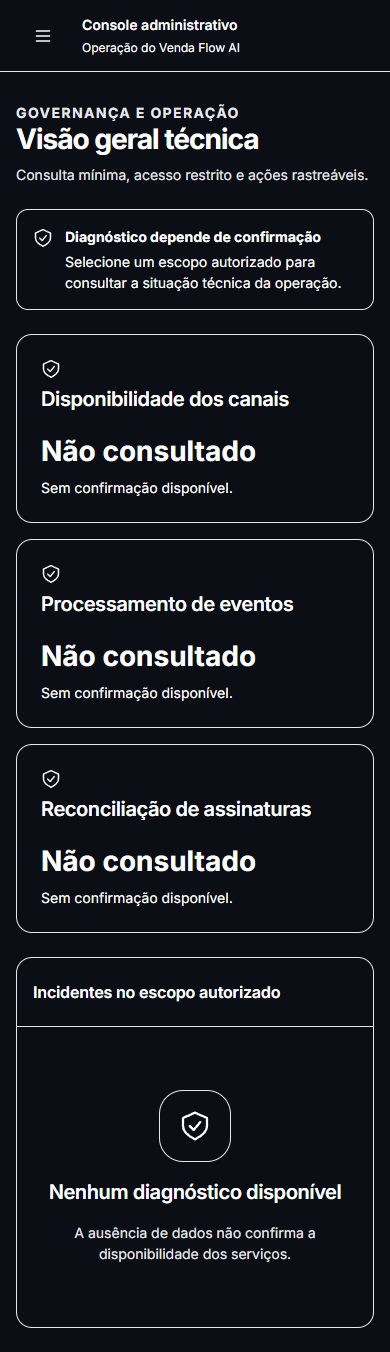 Console administrativo
Operação do Venda Flow AI
GOVERNANÇA E OPERAÇÃO
Visão geral técnica
Consulta mínima, acesso restrito e ações rastreáveis.
Diagnóstico depende de confirmação
Selecione um escopo autorizado para
consultar a situação técnica da operação.
Disponibilidade dos canais
Não consultado
Sem confirmação disponível.
Processamento de eventos
Não consultado
Sem confirmação disponível.
Reconciliação de assinaturas
Não consultado
Sem confirmação disponível.
Incidentes no escopo autorizado
Nenhum diagnóstico disponível
A ausência de dados não confirma a
disponibilidade dos serviços.